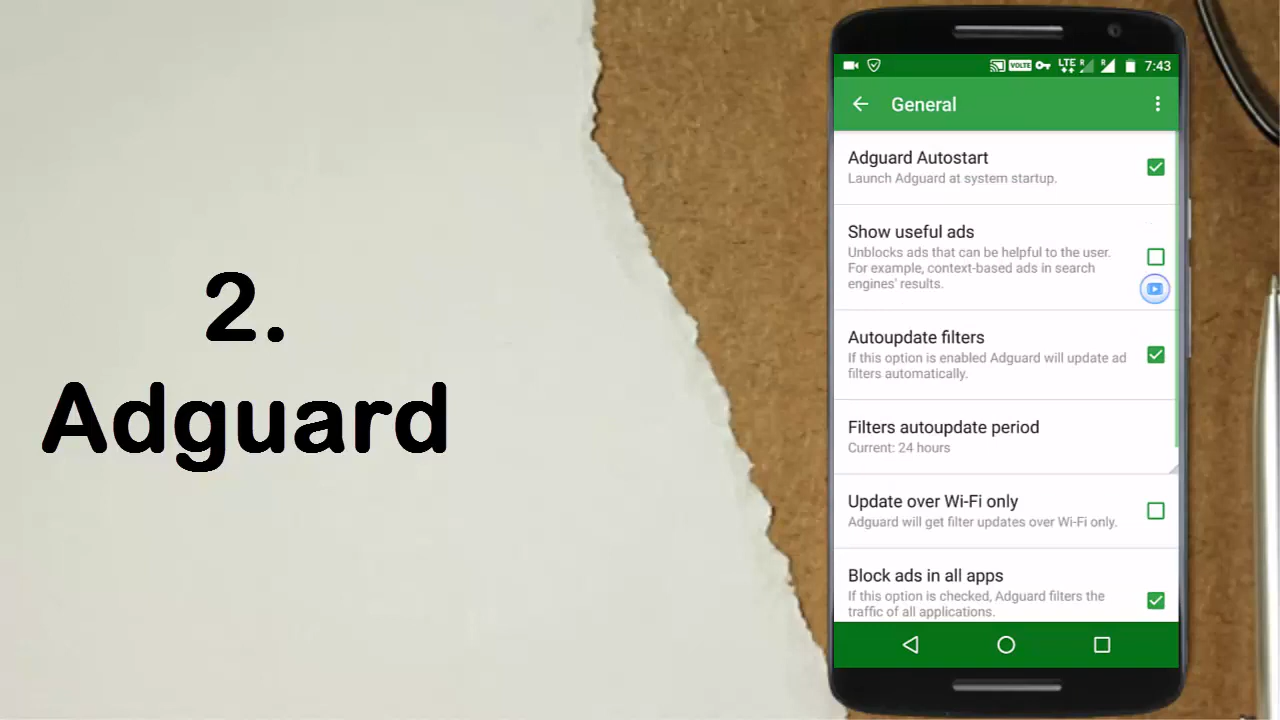 2.
Adguard
VOLTE LTE R R 7:43
General
Adguard Autostart
Launch Adguard at system startup.
Show useful ads
Unblocks ads that can be helpful to the user.
For example, context-based ads in search
engines' results.
Autoupdate filters
If this option is enabled Adguard will update ad
filters automatically.
Filters autoupdate period
Current: 24 hours
Update over Wi-Fi only
Adguard will get filter updates over Wi-Fi only.
Block ads in all apps
If this option is checked, Adguard filters the
traffic of all applications.